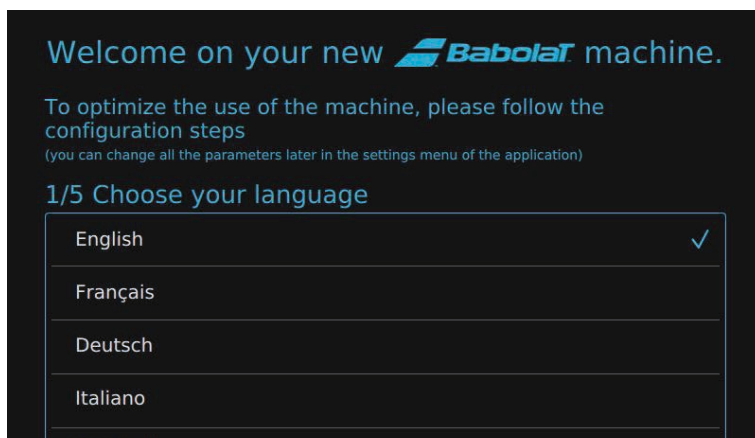 Welcome on your new BabolaT machine.
To optimize the use of the machine, please follow the
configuration steps
(you can change all the parameters later in the settings menu of the application)
1/5 Choose your language
English
Français
Deutsch
Italiano